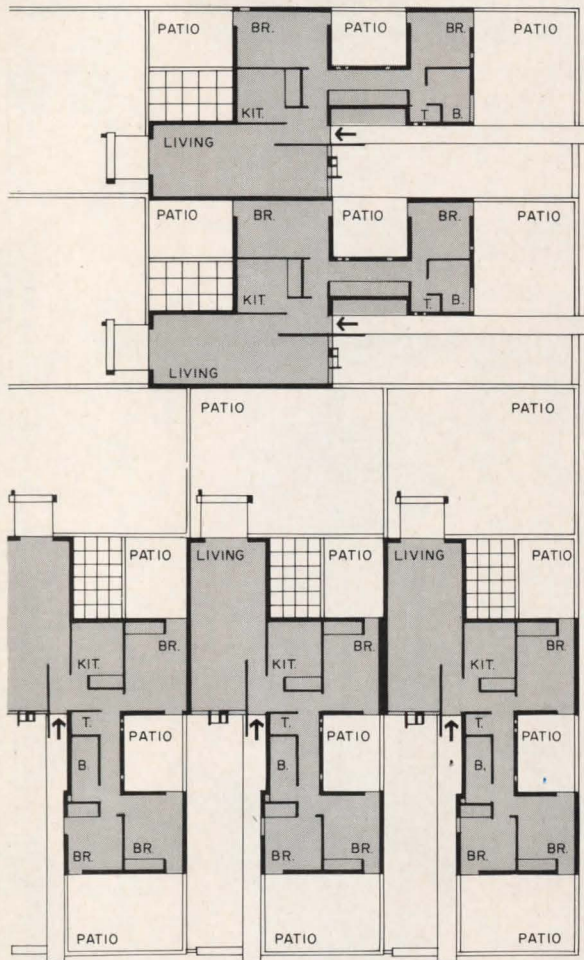 PATIO BR. PATIO BR. PATIO
KIT. T. B.
LIVING
PATIO BR. PATIO BR. PATIO
KIT. T. B.
LIVING
PATIO PATIO
PATIO LIVING PATIO LIVING PATIO
BR. BR. BR.
KIT. KIT. KIT.
T. T. T.
PATIO PATIO PATIO
B. B. B.
BR. BR. BR. BR. BR. BR.
PATIO PATIO PATIO